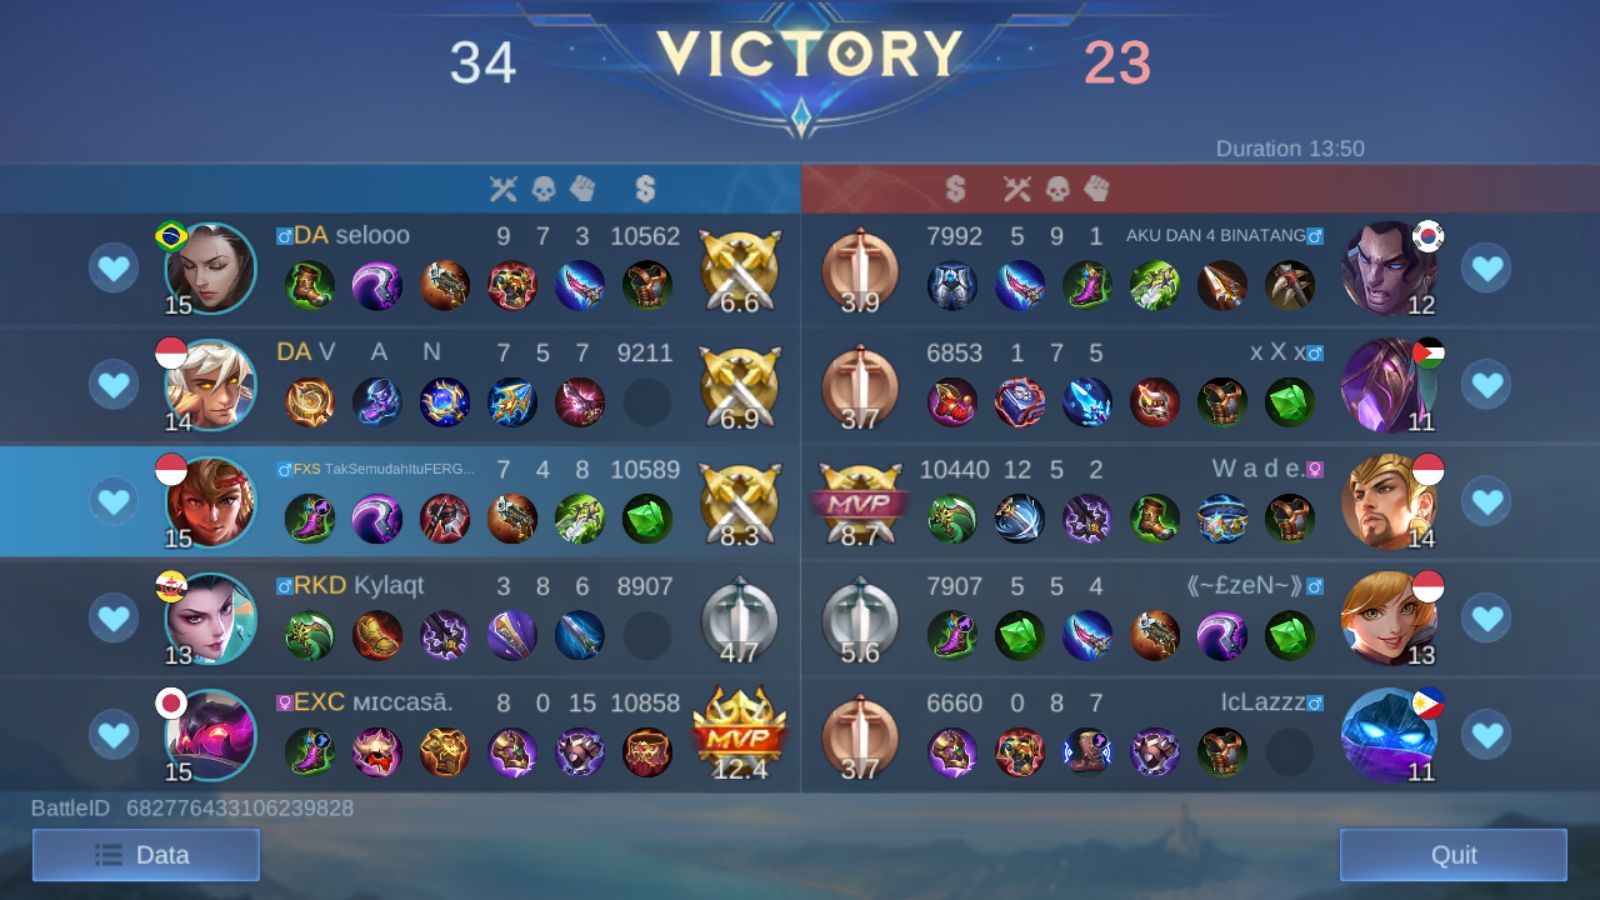 34 VICTORY 23
Duration 13:50
DA selooo 9 7 3 10562
15 6.6
7992 5 9 1 AKU DAN 4 BINATANG
3.9 12
DA V A N 7 5 7 9211
14 6.9
6853 1 7 5 x X x
3.7 11
FXS TakSemudahItuFERG... 7 4 8 10589
15 8.3
10440 12 5 2 W a d e.
MVP
8.7 14
RKD Kylaqt 3 8 6 8907
13 4.7
7907 5 5 4 《~£zeN~》
5.6 13
EXC ᴍɪᴄcasā. 8 0 15 10858
MVP
15 12.4
6660 0 8 7 IcLazzz
3.7 11
BattleID 682776433106239828
Data
Quit